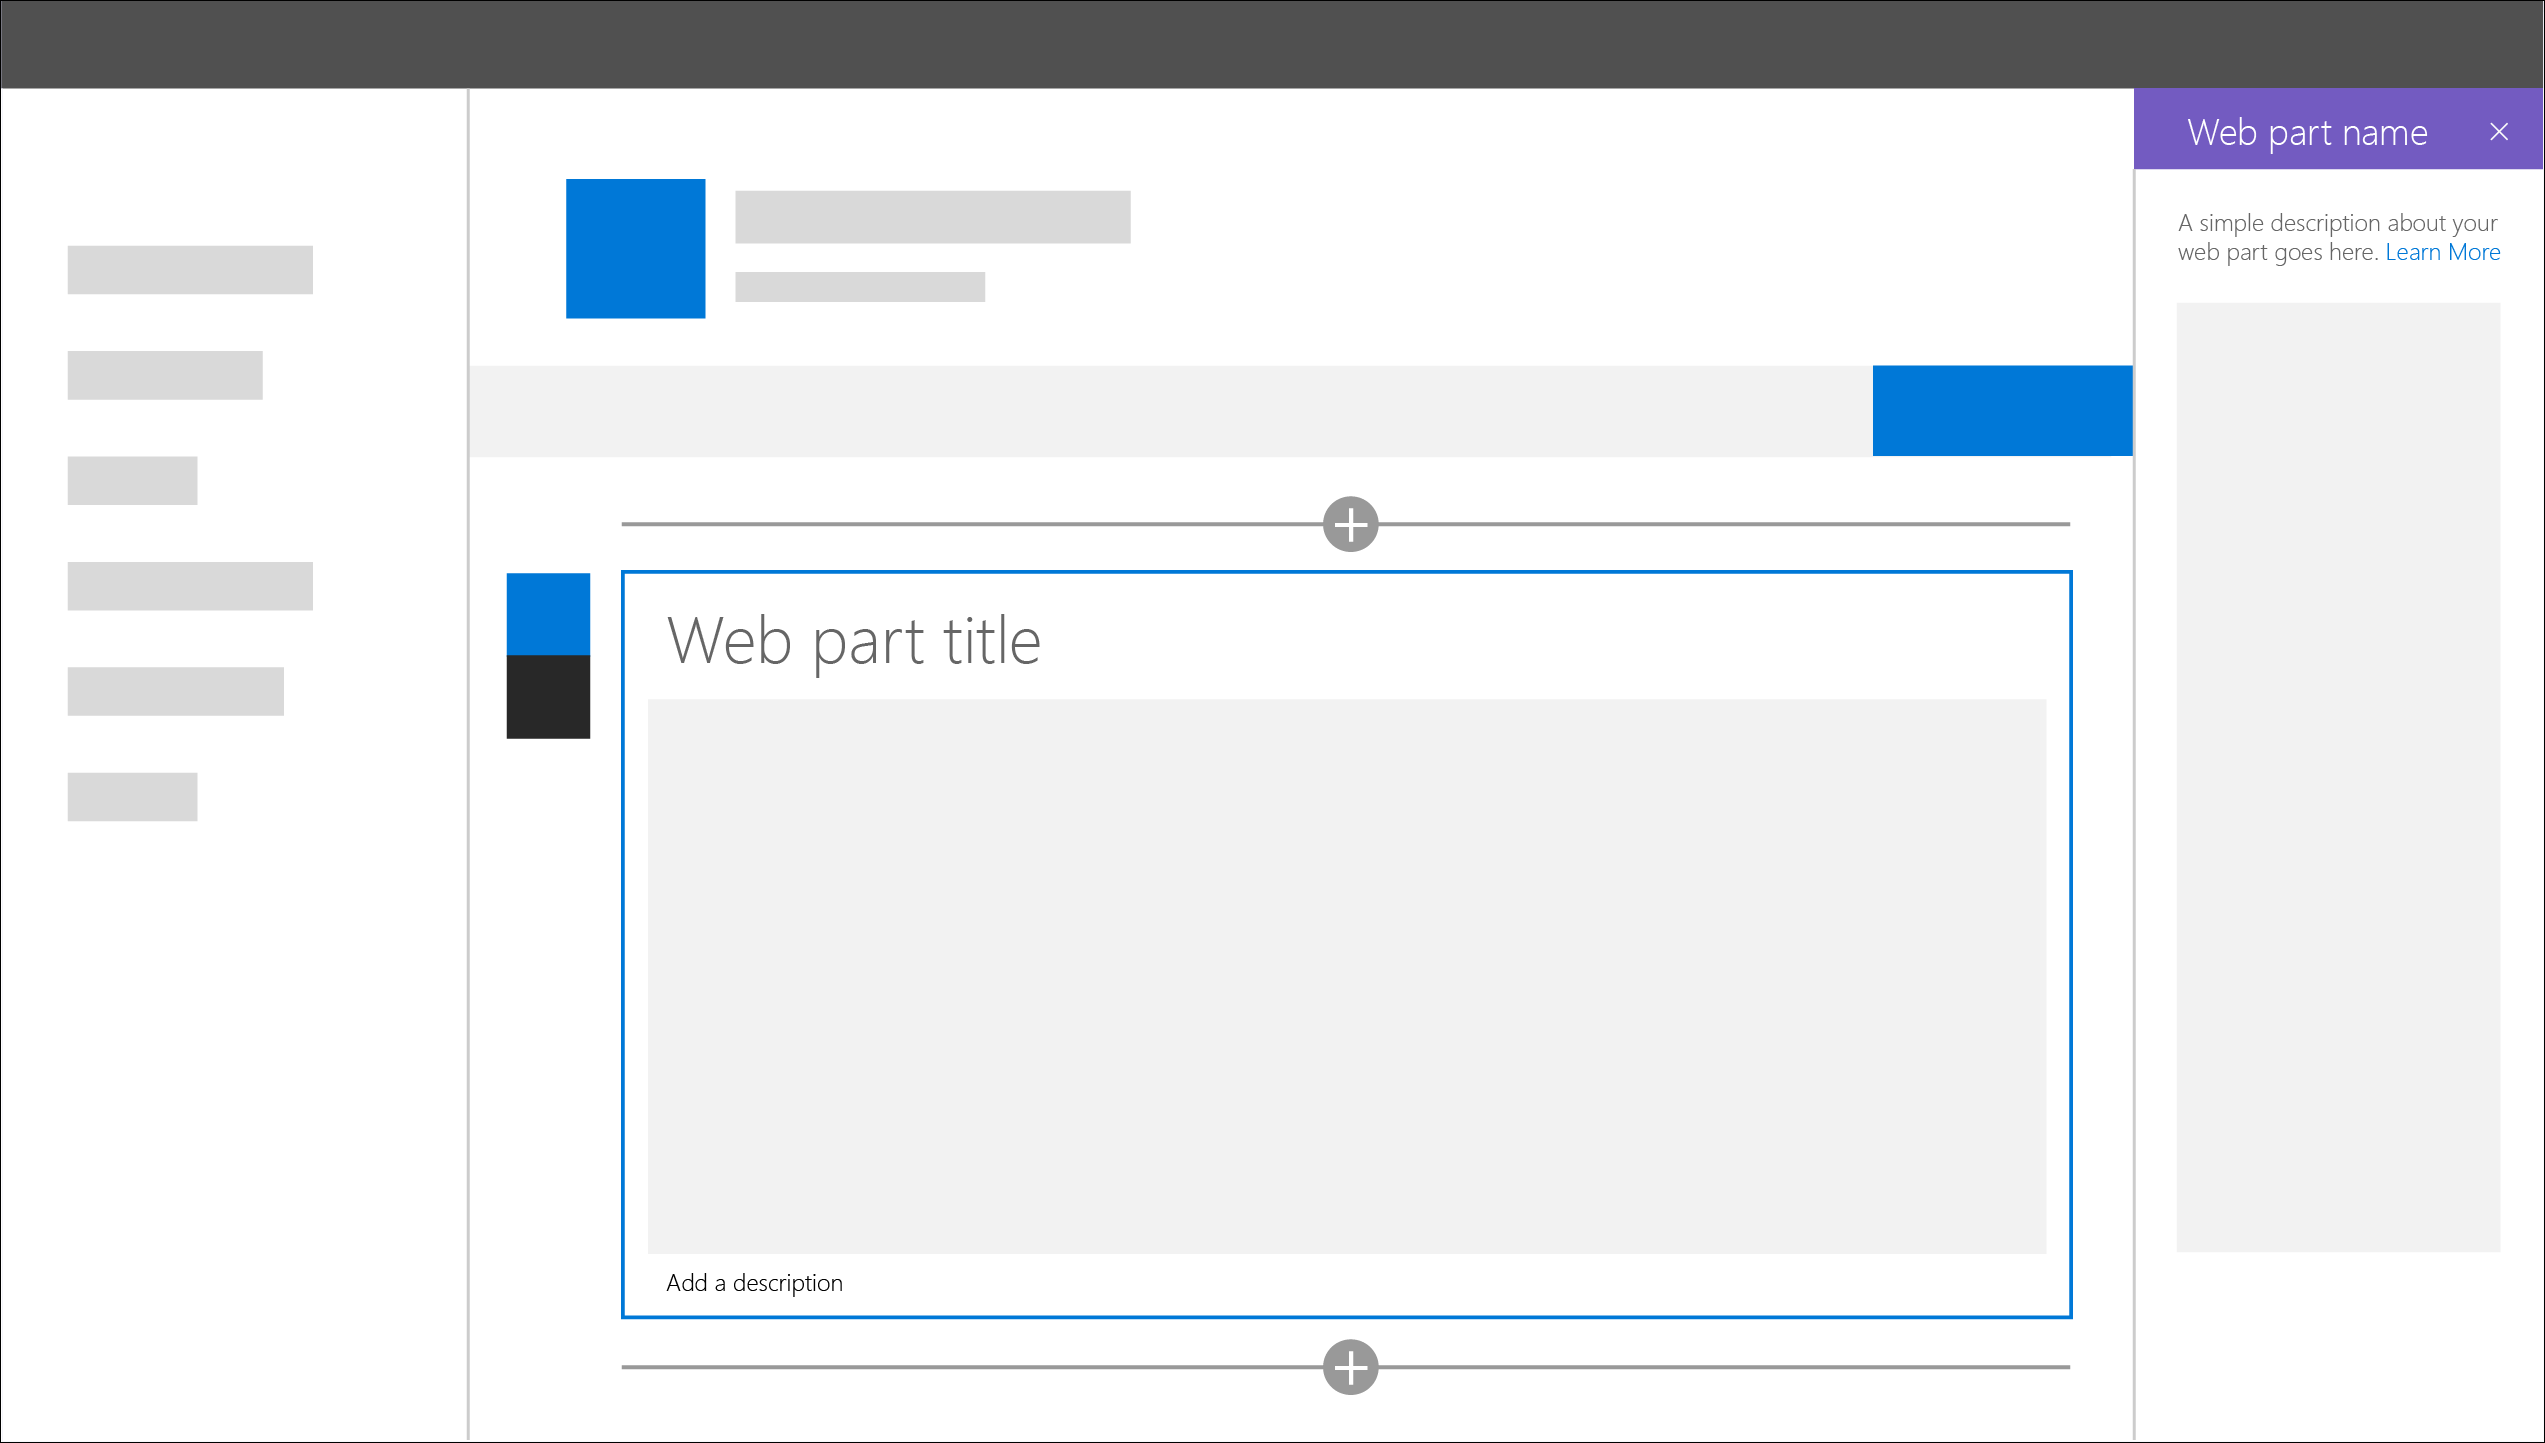 Web part name
A simple description about your
web part goes here. Learn More
Web part title
Add a description